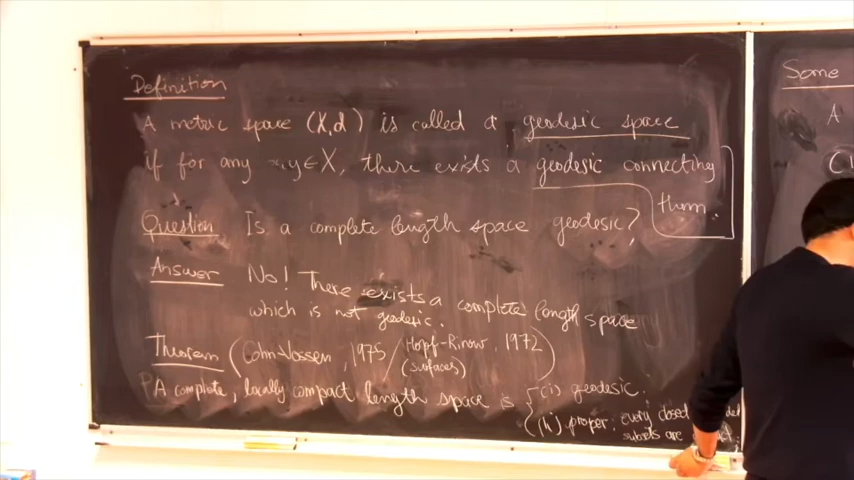 Definition
A metric space (X,d) is called a geodesic space
if for any x,y∈X, there exists a geodesic connecting
them.
Question Is a complete length space geodesic?
Answer No! There exists a complete length space
which is not geodesic.
Theorem (Cohn-Vossen, 1975 / Hopf-Rinow, 1972)
(surfaces)
A complete, locally compact length space is { (i) geodesic.
(ii) proper: every closed
subsets are
Some
A